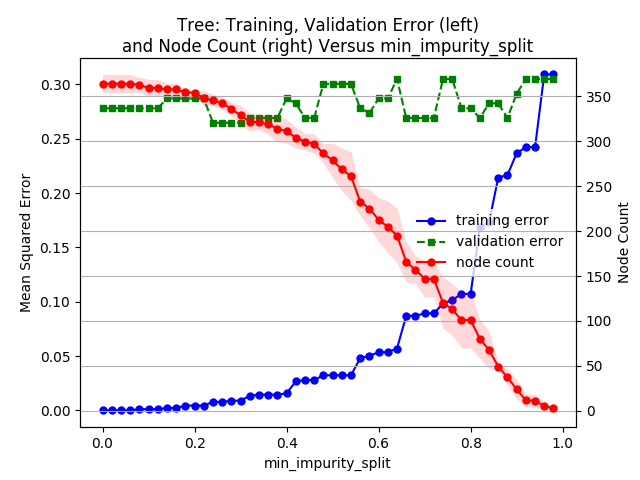 Tree: Training, Validation Error (left)
and Node Count (right) Versus min_impurity_split
Mean Squared Error
0.30
0.25
0.20
0.15
0.10
0.05
0.00
350
300
250
200
150
100
50
0
Node Count
training error
validation error
node count
0.0
0.2
0.4
0.6
0.8
1.0
min_impurity_split